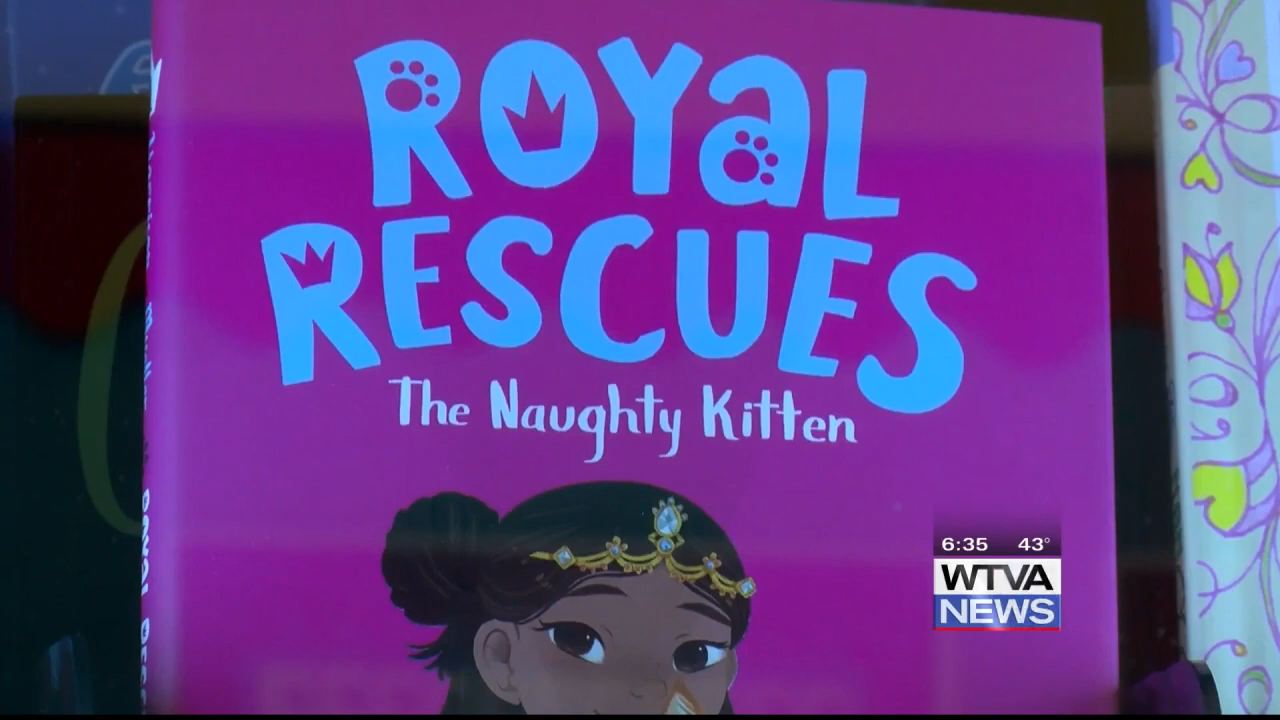 ROYAL
RESCUES
The Naughty Kitten
6:35 43°
WTVA
NEWS